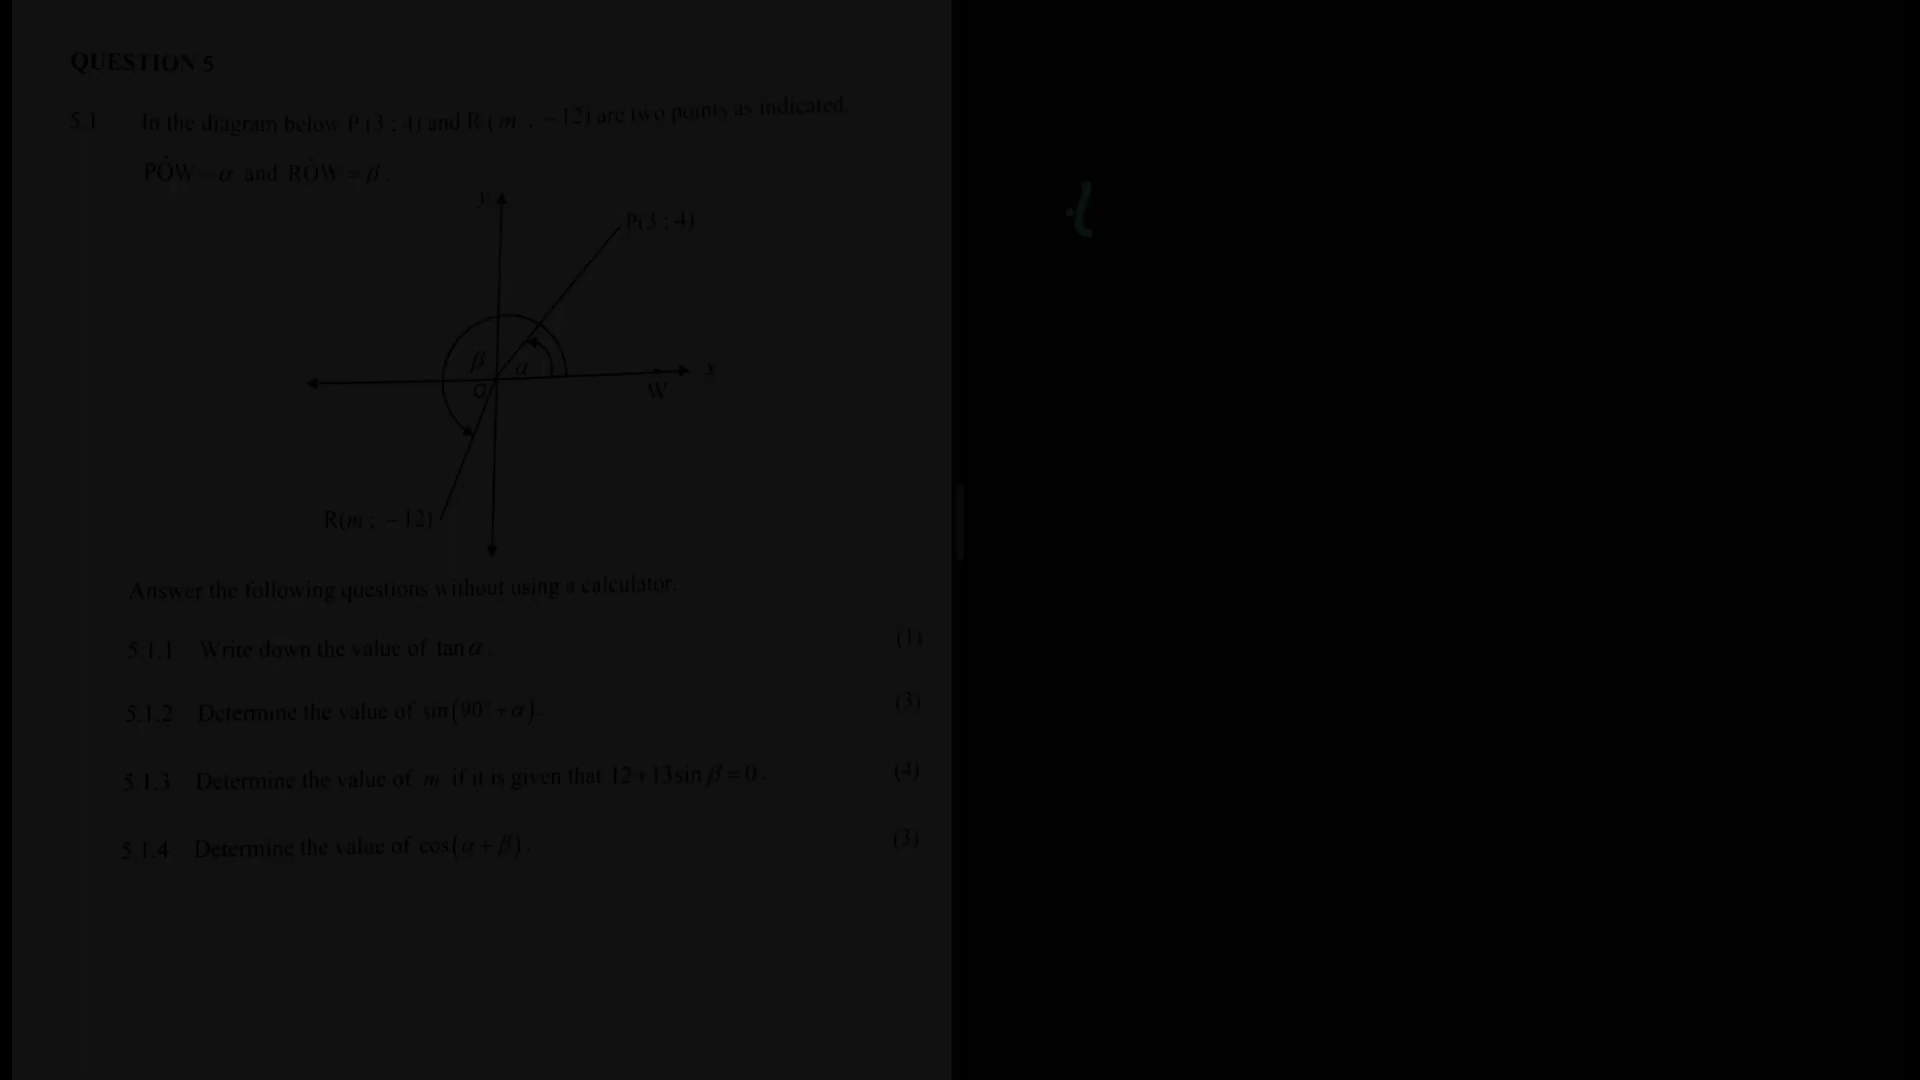 QUESTION 5
5.1 In the diagram below P (3 ; 4) and R ( m ; −12) are two points as indicated.
PÔW = α and RÔW = β .
y
P(3 ; 4)
β
α
x
O
W
R(m ; − 12)
Answer the following questions without using a calculator.
5.1.1 Write down the value of tan α . (1)
5.1.2 Determine the value of sin(90° + α) . (3)
5.1.3 Determine the value of m if it is given that 12 + 13 sin β = 0 . (4)
5.1.4 Determine the value of cos(α + β) . (3)